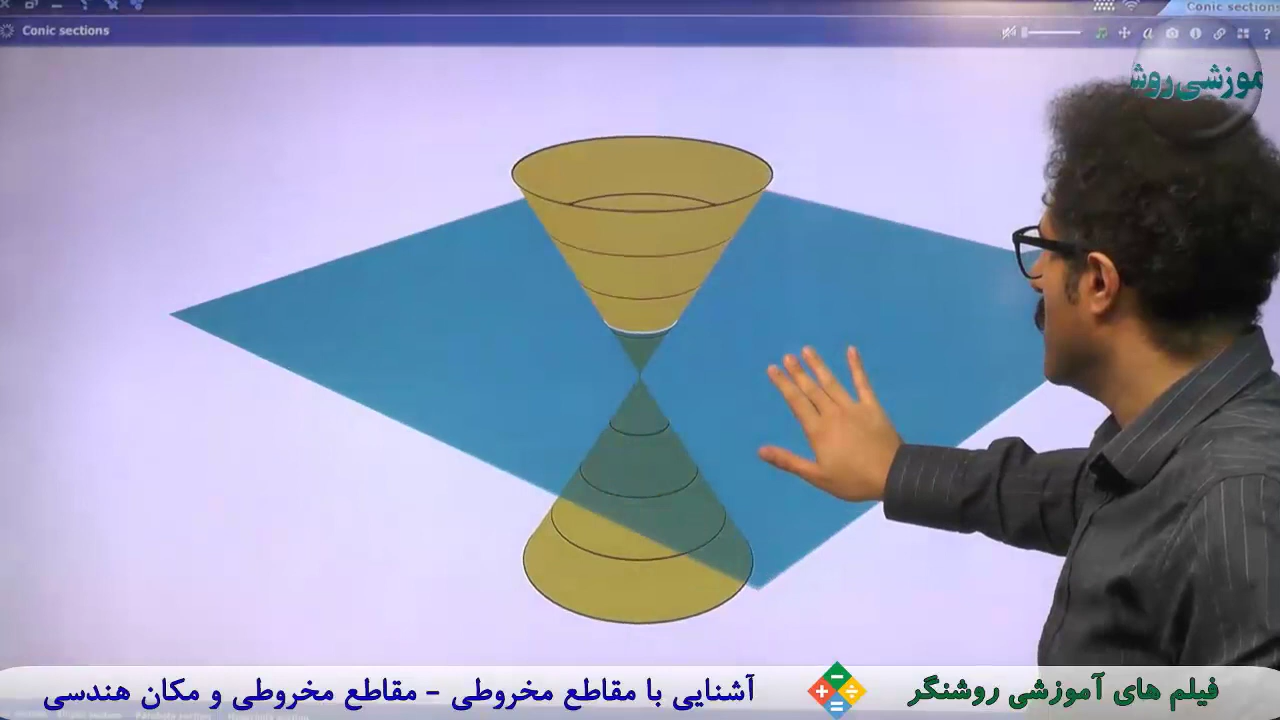 Conic sections
Conic sections
موزشی روش
فیلم های آموزشی روشنگر
آشنایی با مقاطع مخروطی - مقاطع مخروطی و مکان هندسی